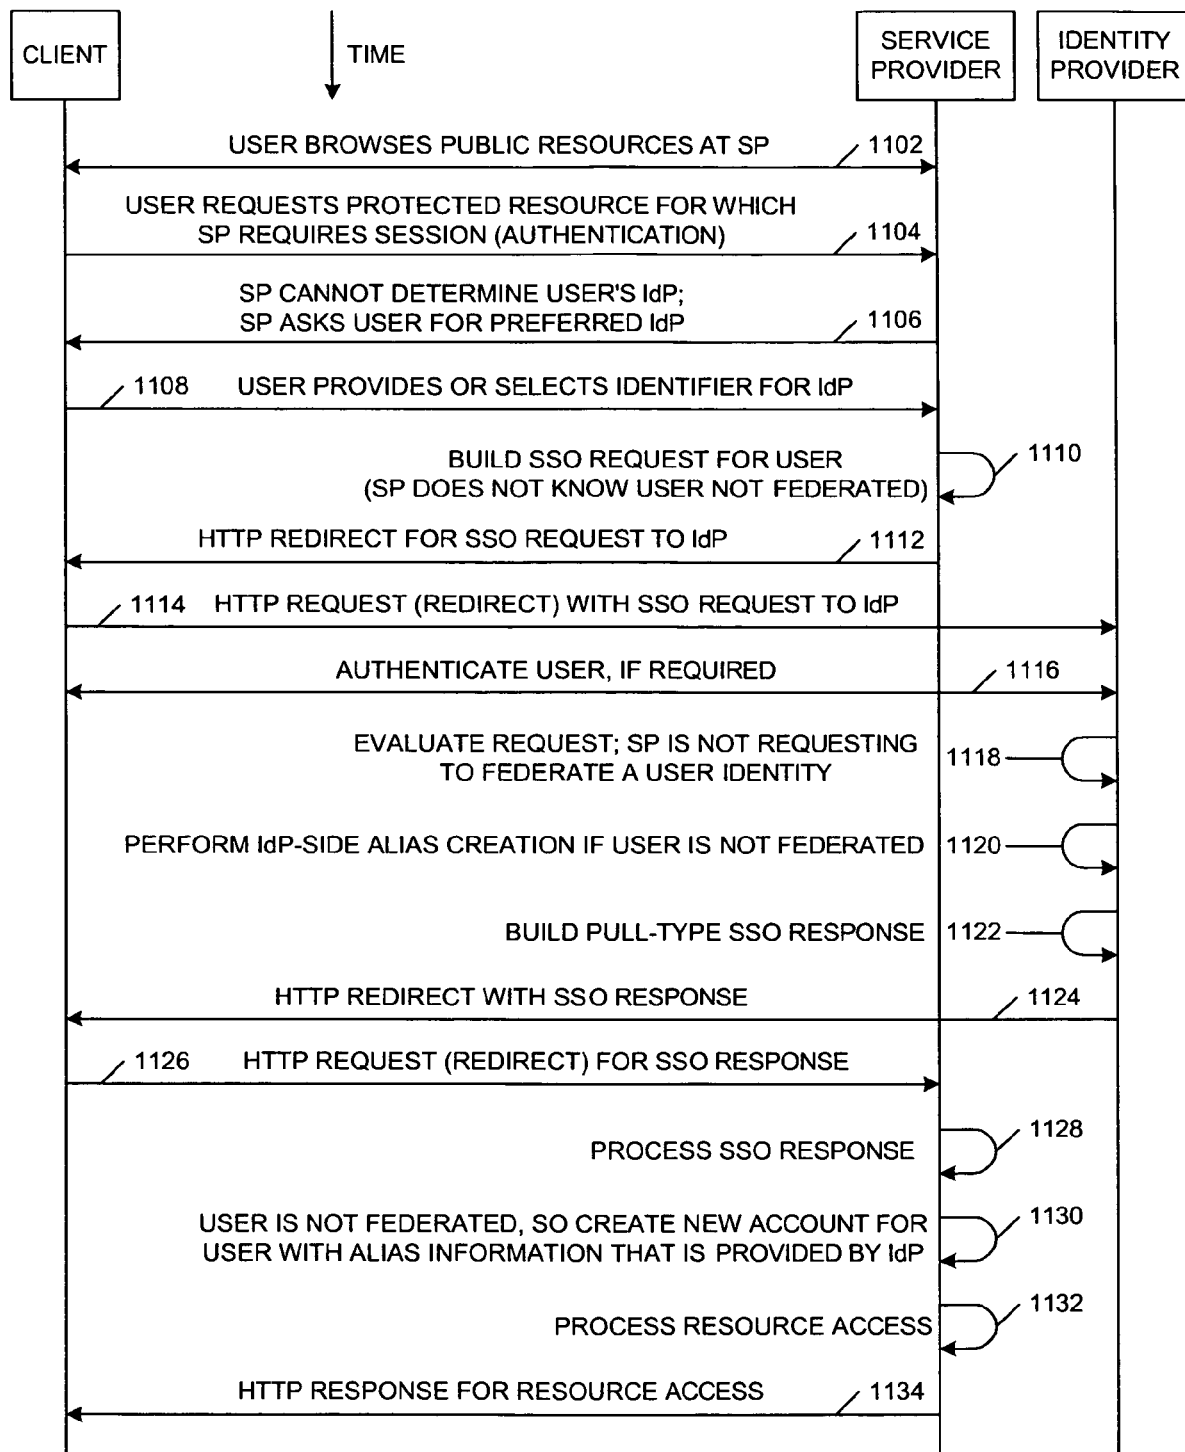 CLIENT
TIME
SERVICE
PROVIDER
IDENTITY
PROVIDER
USER BROWSES PUBLIC RESOURCES AT SP
1102
USER REQUESTS PROTECTED RESOURCE FOR WHICH
SP REQUIRES SESSION (AUTHENTICATION)
1104
SP CANNOT DETERMINE USER'S IdP;
SP ASKS USER FOR PREFERRED IdP
1106
1108
USER PROVIDES OR SELECTS IDENTIFIER FOR IdP
BUILD SSO REQUEST FOR USER
(SP DOES NOT KNOW USER NOT FEDERATED)
1110
HTTP REDIRECT FOR SSO REQUEST TO IdP
1112
1114
HTTP REQUEST (REDIRECT) WITH SSO REQUEST TO IdP
AUTHENTICATE USER, IF REQUIRED
1116
EVALUATE REQUEST; SP IS NOT REQUESTING
TO FEDERATE A USER IDENTITY
1118
PERFORM IdP-SIDE ALIAS CREATION IF USER IS NOT FEDERATED
1120
BUILD PULL-TYPE SSO RESPONSE
1122
HTTP REDIRECT WITH SSO RESPONSE
1124
1126
HTTP REQUEST (REDIRECT) FOR SSO RESPONSE
PROCESS SSO RESPONSE
1128
USER IS NOT FEDERATED, SO CREATE NEW ACCOUNT FOR
USER WITH ALIAS INFORMATION THAT IS PROVIDED BY IdP
1130
PROCESS RESOURCE ACCESS
1132
HTTP RESPONSE FOR RESOURCE ACCESS
1134